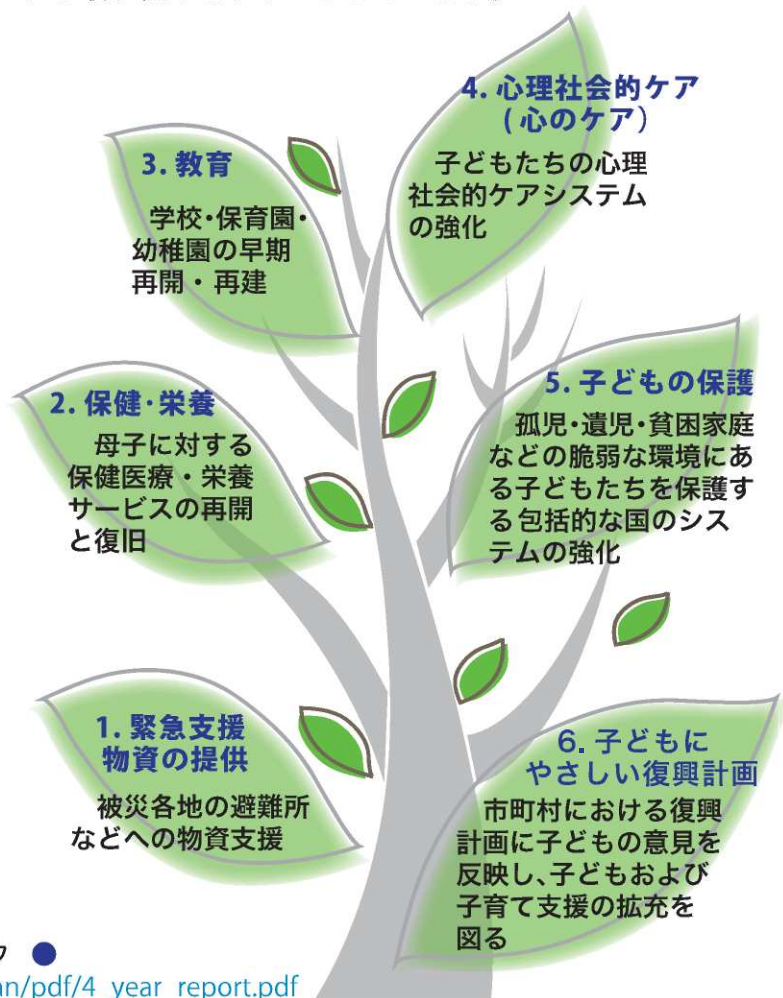 3. 教育
学校・保育園・
幼稚園の早期
再開・再建
4. 心理社会的ケア
(心のケア)
子どもたちの心理
社会的ケアシステム
の強化
2. 保健・栄養
母子に対する
保健医療・栄養
サービスの再開
と復旧
5. 子どもの保護
孤児・遺児・貧困家庭
などの脆弱な環境にあ
る子どもたちを保護す
る包括的な国のシス
テムの強化
1. 緊急支援
物資の提供
被災各地の避難所
などへの物資支援
6. 子どもに
やさしい復興計画
市町村における復興
計画に子どもの意見を
反映し、子どもおよび
子育て支援の拡充を
図る
an/pdf/4_year_report.pdf